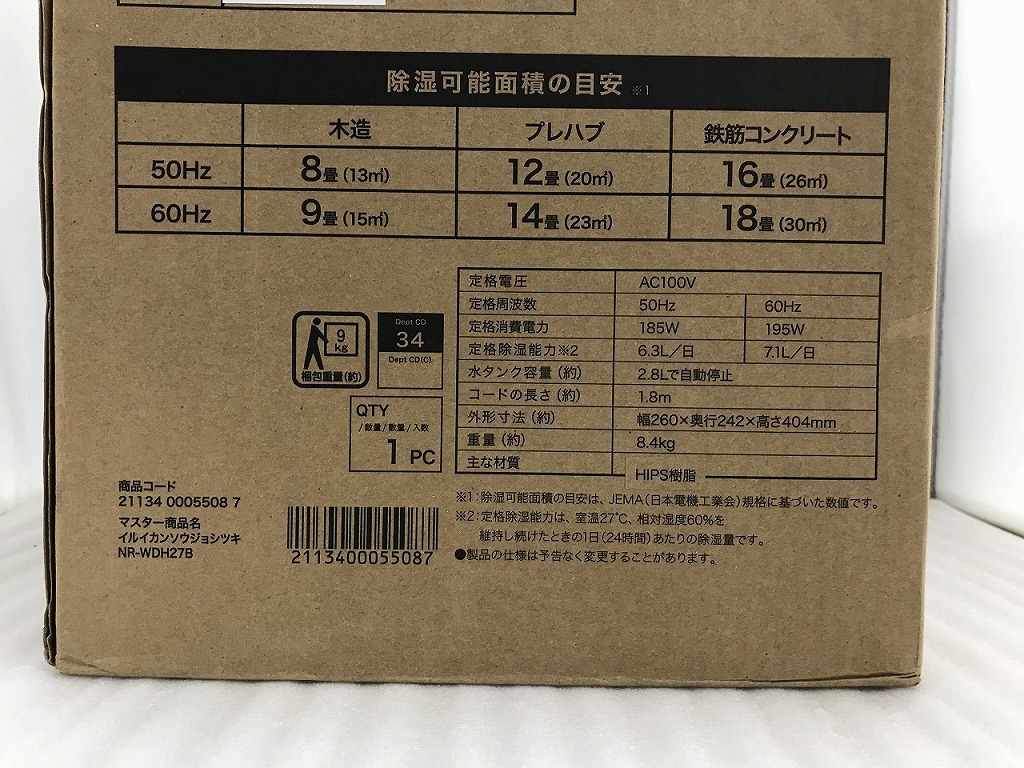 除湿可能面積の目安 ※1
木造 プレハブ 鉄筋コンクリート
50Hz 8畳(13㎡) 12畳(20㎡) 16畳(26㎡)
60Hz 9畳(15㎡) 14畳(23㎡) 18畳(30㎡)
定格電圧 AC100V
定格周波数 50Hz 60Hz
定格消費電力 185W 195W
定格除湿能力※2 6.3L/日 7.1L/日
水タンク容量(約) 2.8Lで自動停止
コードの長さ(約) 1.8m
外形寸法(約) 幅260×奥行242×高さ404mm
重量(約) 8.4kg
主な材質 HIPS樹脂
9
kg
梱包重量(約)
Dept CD
34
Dept CD(C)
QTY
/数量/数量/入数
1 PC
商品コード
21134 0005508 7
マスター商品名
イルイカンソウジョシツキ
NR-WDH27B
2113400055087
※1:除湿可能面積の目安は、JEMA(日本電機工業会)規格に基づいた数値です。
※2:定格除湿能力は、室温27℃、相対湿度60%を
維持し続けたときの1日(24時間)あたりの除湿量です。
●製品の仕様は予告なく変更することがあります。